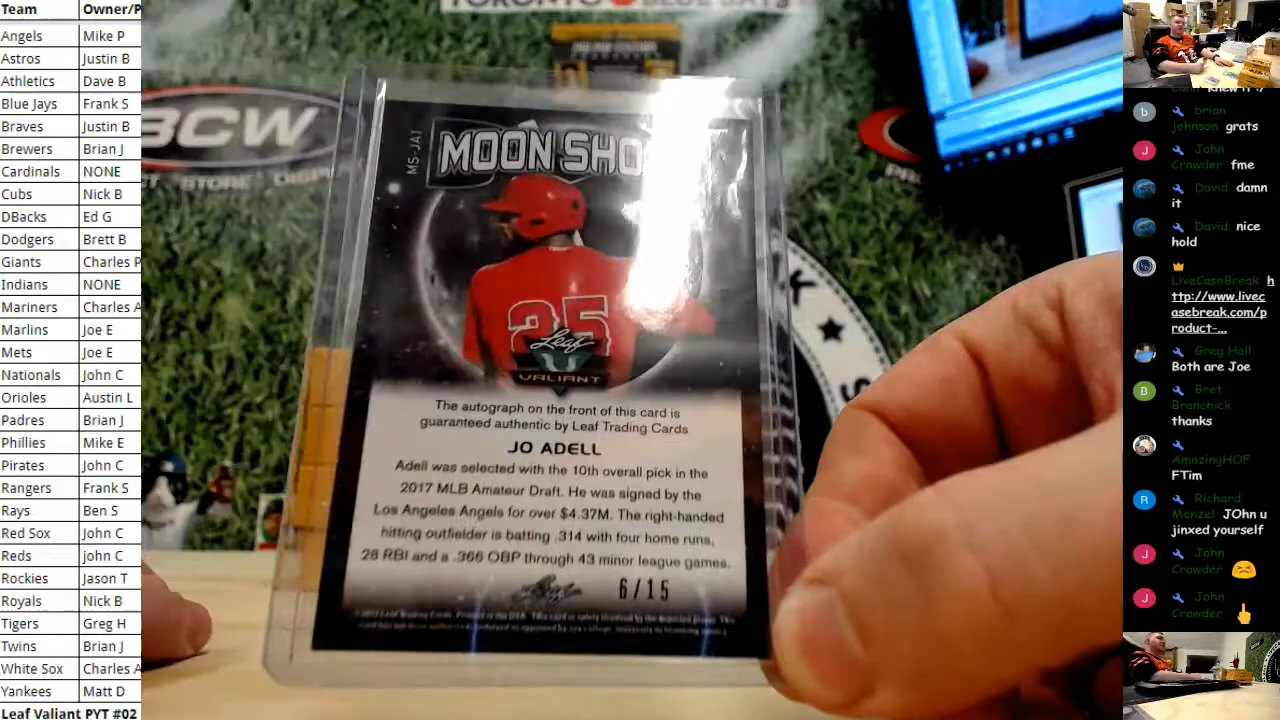 Team Owner/P
Angels Mike P
Astros Justin B
Athletics Dave B
Blue Jays Frank S
Braves Justin B
Brewers Brian J
Cardinals NONE
Cubs Nick B
DBacks Ed G
Dodgers Brett B
Giants Charles P
Indians NONE
Mariners Charles A
Marlins Joe E
Mets Joe E
Nationals John C
Orioles Austin L
Padres Brian J
Phillies Mike E
Pirates John C
Rangers Frank S
Rays Ben S
Red Sox John C
Reds john C
Rockies Jason T
Royals Nick B
Tigers Greg H
Twins Brian J
White Sox Charles A
Yankees Matt D
Leaf Valiant PYT #02
TORONTO BLUE JAYS
BCW
MS-JA1
MOON SHO
25
Leaf
VALIANT
The autograph on the front of this card is
guaranteed authentic by Leaf Trading Cards
JO ADELL
Adell was selected with the 10th overall pick in the
2017 MLB Amateur Draft. He was signed by the
Los Angeles Angels for over $4.37M. The right-handed
hitting outfielder is batting .314 with four home runs,
28 RBI and a .366 OBP through 43 minor league games.
Leaf
6/15
knew it :/
b brian
johnson grats
J John
Crowder fme
David damn
it
David nice
hold
LiveCaseBreak h
ttp://www.livec
asebreak.com/p
roduct-...
Greg Hall
Both are Joe
B Bret
Branchick
thanks
AmazingHOF
FTim
R Richard
Menzel JOhn u
jinxed yourself
J John
Crowder
J John
Crowder